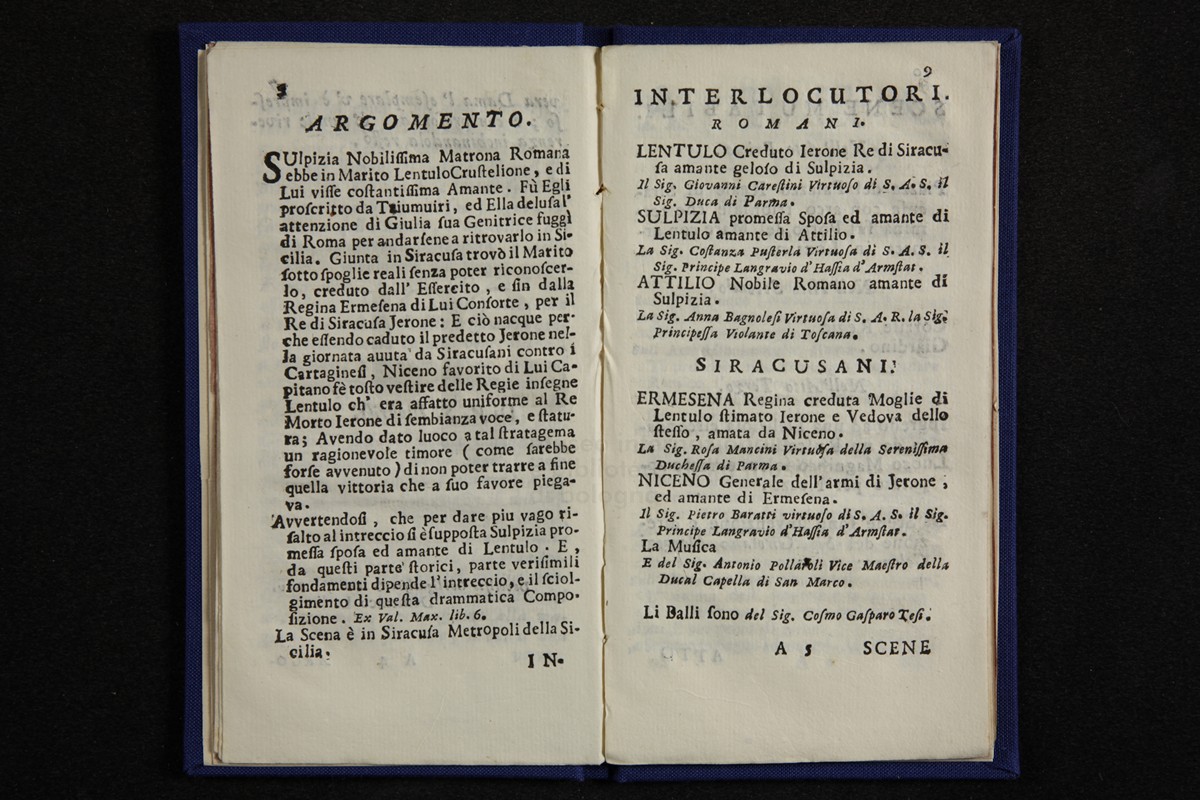 8
ARGOMENTO.
SUlpizia Nobiliſſima Matrona Romana
ebbe in Marito LentuloCruſtelione, e di
Lui viſſe coſtantiſſima Amante. Fù Egli
proſcritto da Triumuiri, ed Ella deluſal'
attenzione di Giulia ſua Genitrice fuggì
di Roma per andarſene a ritrovarlo in Si-
cilia. Giunta in Siracuſa trovò il Marito
ſotto ſpoglie reali ſenza poter riconoſcer-
lo, creduto dall' Eſſereito, e ſin dalla
Regina Ermeſena di Lui Conſorte, per il
Re di Siracuſa Jerone: E ciò nacque per-
che eſſendo caduto il predetto Jerone nel-
la giornata auuta da Siracuſani contro i
Cartagineſi, Niceno favorito di Lui Ca-
pitano fè toſto veſtire delle Regie inſegne
Lentulo ch' era affatto uniforme al Re
Morto Ierone di ſembianza voce, e ſtatu-
ra; Avendo dato luoco a tal ſtratagema
un ragionevole timore ( come ſarebbe
forſe avvenuto ) di non poter trarre a fine
quella vittoria che a ſuo favore piega-
va.
Avvertendoſi, che per dare piu vago ri-
ſalto al intreccio ſi è ſuppoſta Sulpizia pro-
meſſa ſpoſa ed amante di Lentulo. E,
da queſti parte ſtorici, parte veriſimili
fondamenti dipende l'intreccio, e il ſciol-
gimento di queſta drammatica Compo-
ſizione. Ex Val. Max. lib. 6.
La Scena è in Siracuſa Metropoli della Si-
cilia.
IN-
9
INTERLOCUTORI.
ROMANI.
LENTULO Creduto Ierone Re di Siracu-
ſa amante geloſo di Sulpizia.
Il Sig. Giovanni Careſtini Virtuoſo di S. A. S. il
Sig. Duca di Parma.
SULPIZIA promeſſa Spoſa ed amante di
Lentulo amante di Attilio.
La Sig. Coſtanza Puſterla Virtuoſa di S. A. S. il
Sig. Principe Langravio d'Haſſia d'Armſtat.
ATTILIO Nobile Romano amante di
Sulpizia.
La Sig. Anna Bagnoleſi Virtuoſa di S. A. R. la Sig.
Principeſſa Violante di Toſcana.
SIRACUSANI.
ERMESENA Regina creduta Moglie di
Lentulo ſtimato Ierone e Vedova dello
ſteſſo, amata da Niceno.
La Sig. Roſa Mancini Virtuoſa della Sereniſſima
Ducheſſa di Parma.
NICENO Generale dell'armi di Jerone,
ed amante di Ermeſena.
Il Sig. Pietro Baratti virtuoſo di S. A. S. il Sig.
Principe Langravio d'Haſſia d'Armſtat.
La Muſica
E del Sig. Antonio Pollaroli Vice Maeſtro della
Ducal Capella di San Marco.
Li Balli ſono del Sig. Coſmo Gaſparo Teſi.
A 5 SCENE